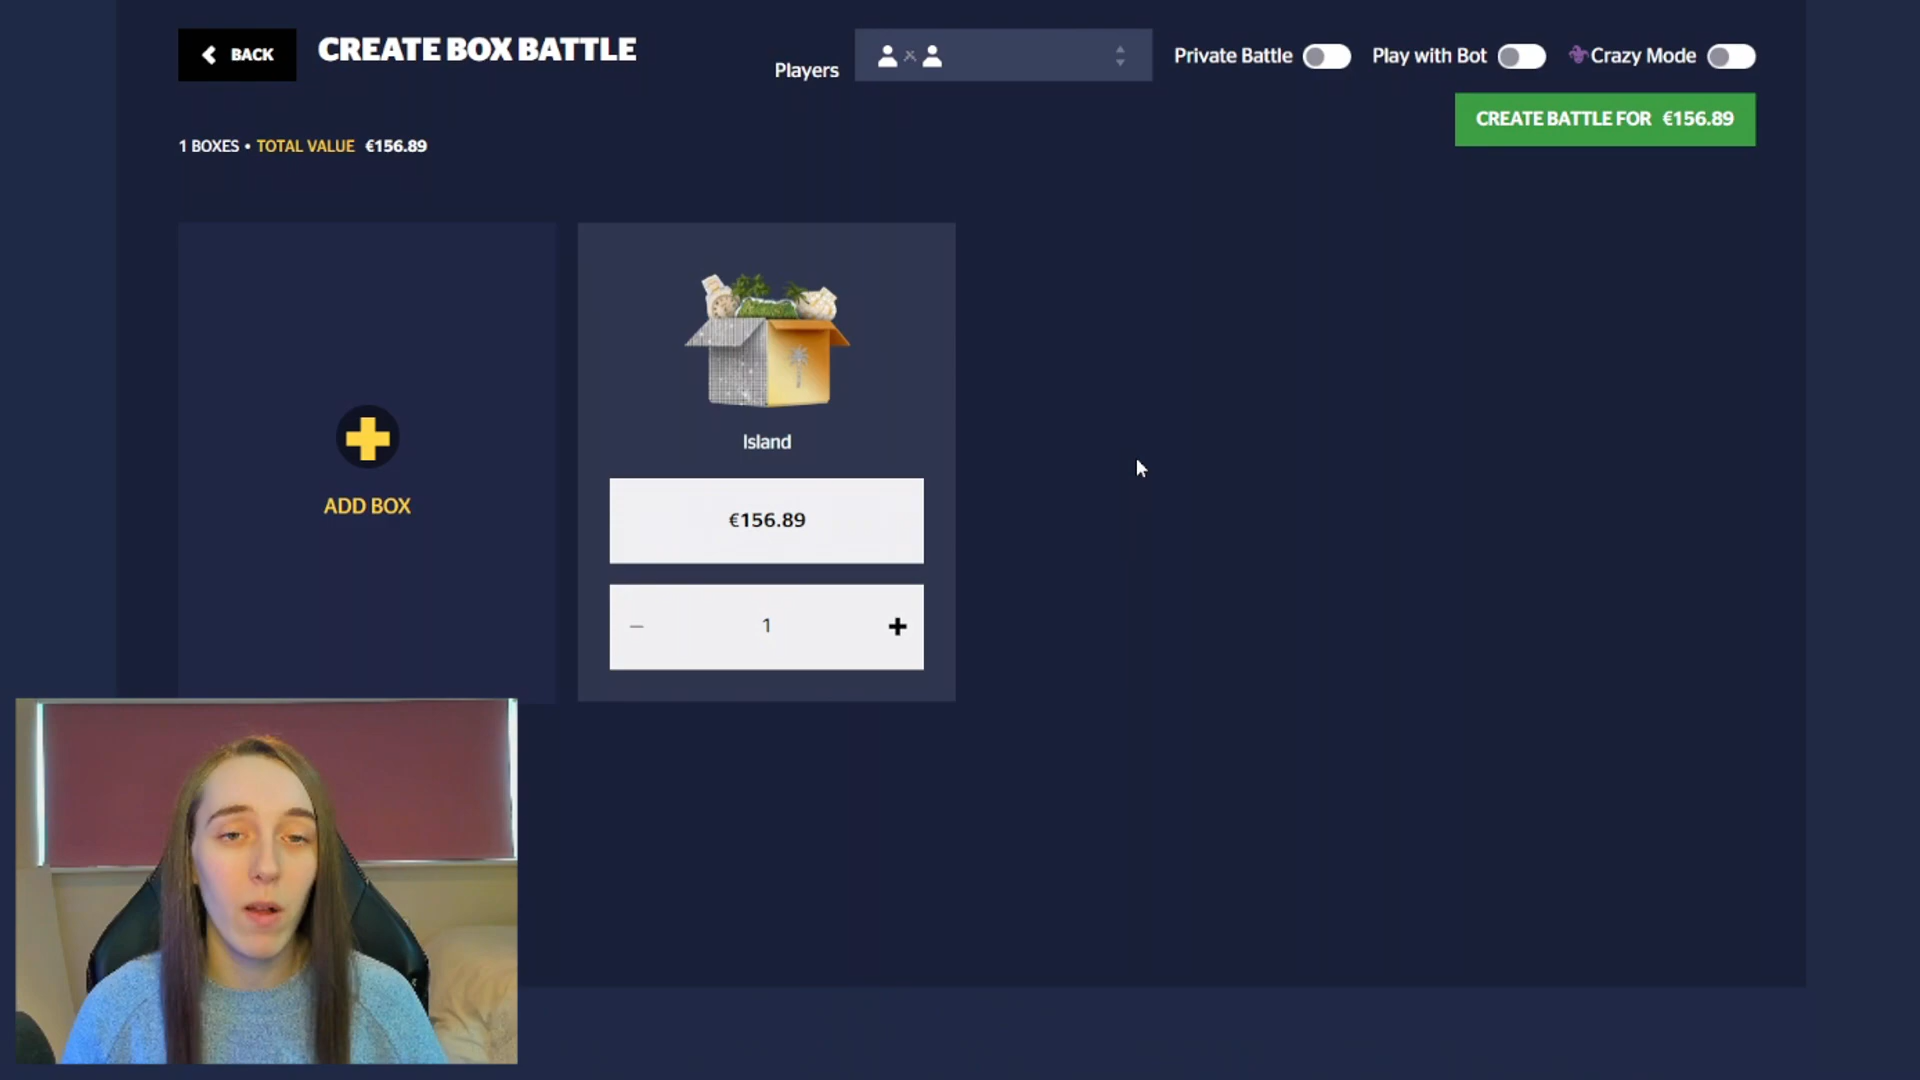 BACK
CREATE BOX BATTLE
Players
Private Battle
Play with Bot
Crazy Mode
CREATE BATTLE FOR €156.89
1 BOXES • TOTAL VALUE €156.89
ADD BOX
Island
€156.89
1